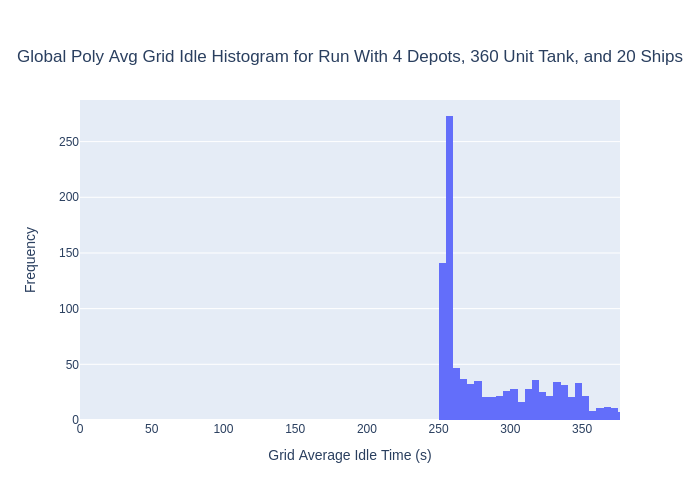 Global Poly Avg Grid Idle Histogram for Run With 4 Depots, 360 Unit Tank, and 20 Ships
250
200
150
100
50
0
Frequency
0 50 100 150 200 250 300 350
Grid Average Idle Time (s)